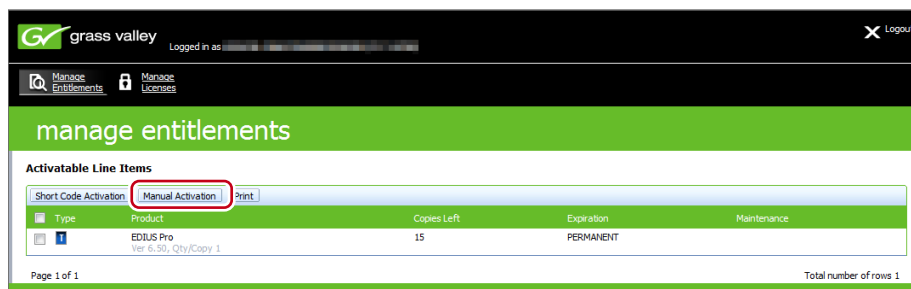 GV grass valley
Logged in as
Logou
Manage Entitlements
Manage Licenses
manage entitlements
Activatable Line Items
Short Code Activation Manual Activation Print
Type Product Copies Left Expiration Maintenance
T EDIUS Pro 15 PERMANENT
Ver 6.50, Qty/Copy 1
Page 1 of 1 Total number of rows 1